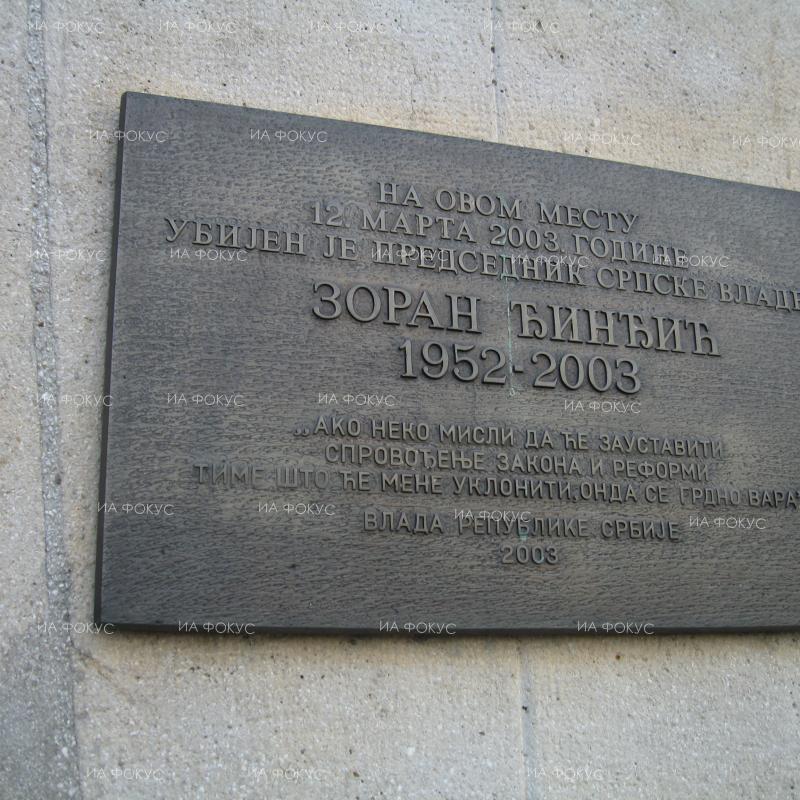 НА ОВОМ МЕСТУ
12. МАРТА 2003. ГОДИНЕ
УБИЈЕН ЈЕ ПРЕДСЕДНИК СРПСКЕ ВЛАДЕ
ЗОРАН ЂИНЂИЋ
1952-2003
„АКО НЕКО МИСЛИ ДА ЋЕ ЗАУСТАВИТИ
СПРОВОЂЕЊЕ ЗАКОНА И РЕФОРМИ
ТИМЕ ШТО ЋЕ МЕНЕ УКЛОНИТИ, ОНДА СЕ ГРДНО ВАРА
ВЛАДА РЕПУБЛИКЕ СРБИЈЕ
2003
ИА ФОКУС